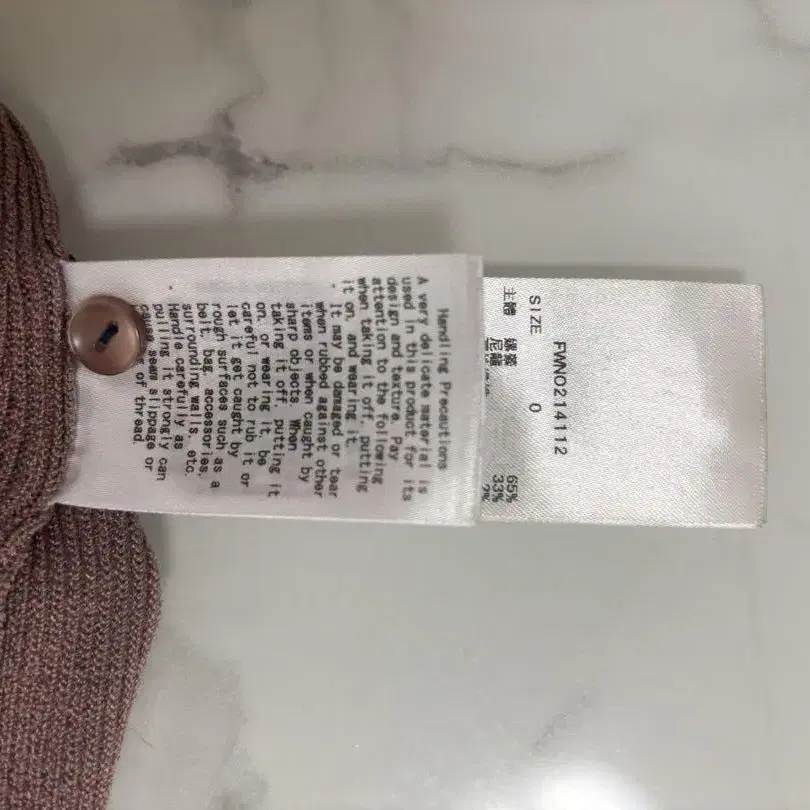 Handling Precautions
A very delicate material is
used in this product for its
design and texture. Pay
attention to the following
when taking it off, putting
it on, and wearing it.
· It may be damaged or tear
when rubbed against other
items or when caught by
sharp objects. When
taking it off, putting it
on, or wearing it, be
careful not to rub it or
let it get caught by
rough surfaces such as a
belt, bag, accessories,
surrounding walls, etc.
· Handle carefully as
pulling it strongly can
cause seam slippage or
of thread.
FWNO214112
SIZE 0
主體 嫘縈 65%
尼龍 33%
2%